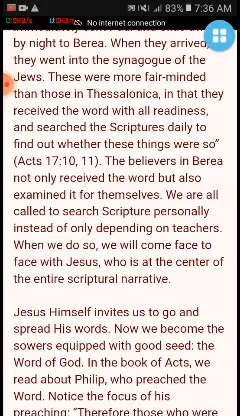 83% 7:36 AM
0KB/s 0KB/s No internet connection
by night to Berea. When they arrived,
they went into the synagogue of the
Jews. These were more fair-minded
than those in Thessalonica, in that they
received the word with all readiness,
and searched the Scriptures daily to
find out whether these things were so”
(Acts 17:10, 11). The believers in Berea
not only received the word but also
examined it for themselves. We are all
called to search Scripture personally
instead of only depending on teachers.
When we do so, we will come face to
face with Jesus, who is at the center of
the entire scriptural narrative.
Jesus Himself invites us to go and
spread His words. Now we become the
sowers equipped with good seed: the
Word of God. In the book of Acts, we
read about Philip, who preached the
Word. Notice the focus of his
preaching: “Therefore those who were